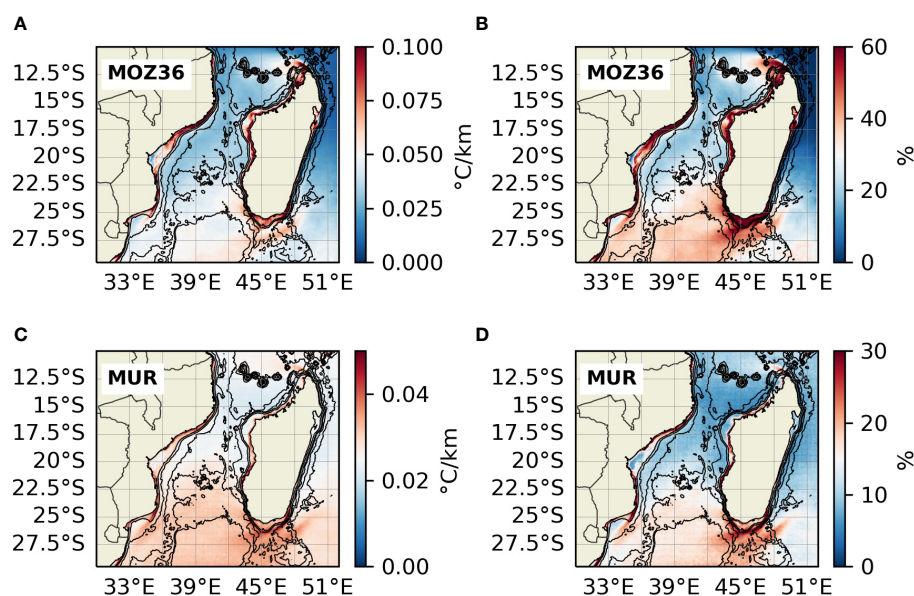 A
MOZ36
12.5°S
15°S
17.5°S
20°S
22.5°S
25°S
27.5°S
33°E 39°E 45°E 51°E
0.100
0.075
0.050
0.025
0.000
°C/km
B
MOZ36
12.5°S
15°S
17.5°S
20°S
22.5°S
25°S
27.5°S
33°E 39°E 45°E 51°E
60
40
20
0
%
C
MUR
12.5°S
15°S
17.5°S
20°S
22.5°S
25°S
27.5°S
33°E 39°E 45°E 51°E
0.04
0.02
0.00
°C/km
D
MUR
12.5°S
15°S
17.5°S
20°S
22.5°S
25°S
27.5°S
33°E 39°E 45°E 51°E
30
20
10
0
%